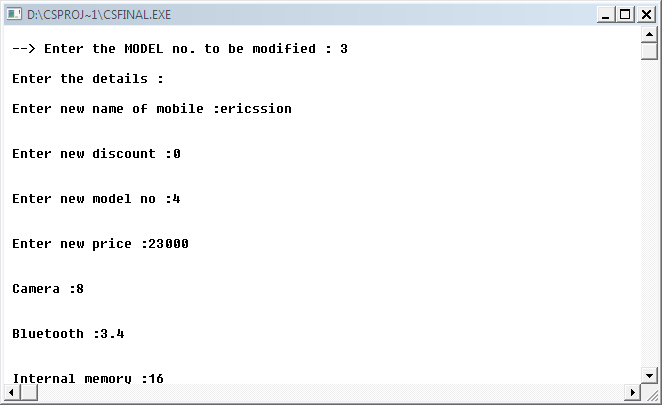 D:\CSPROJ~1\CSFINAL.EXE
--> Enter the MODEL no. to be modified : 3
Enter the details :
Enter new name of mobile :ericssion
Enter new discount :0
Enter new model no :4
Enter new price :23000
Camera :8
Bluetooth :3.4
Internal memory :16